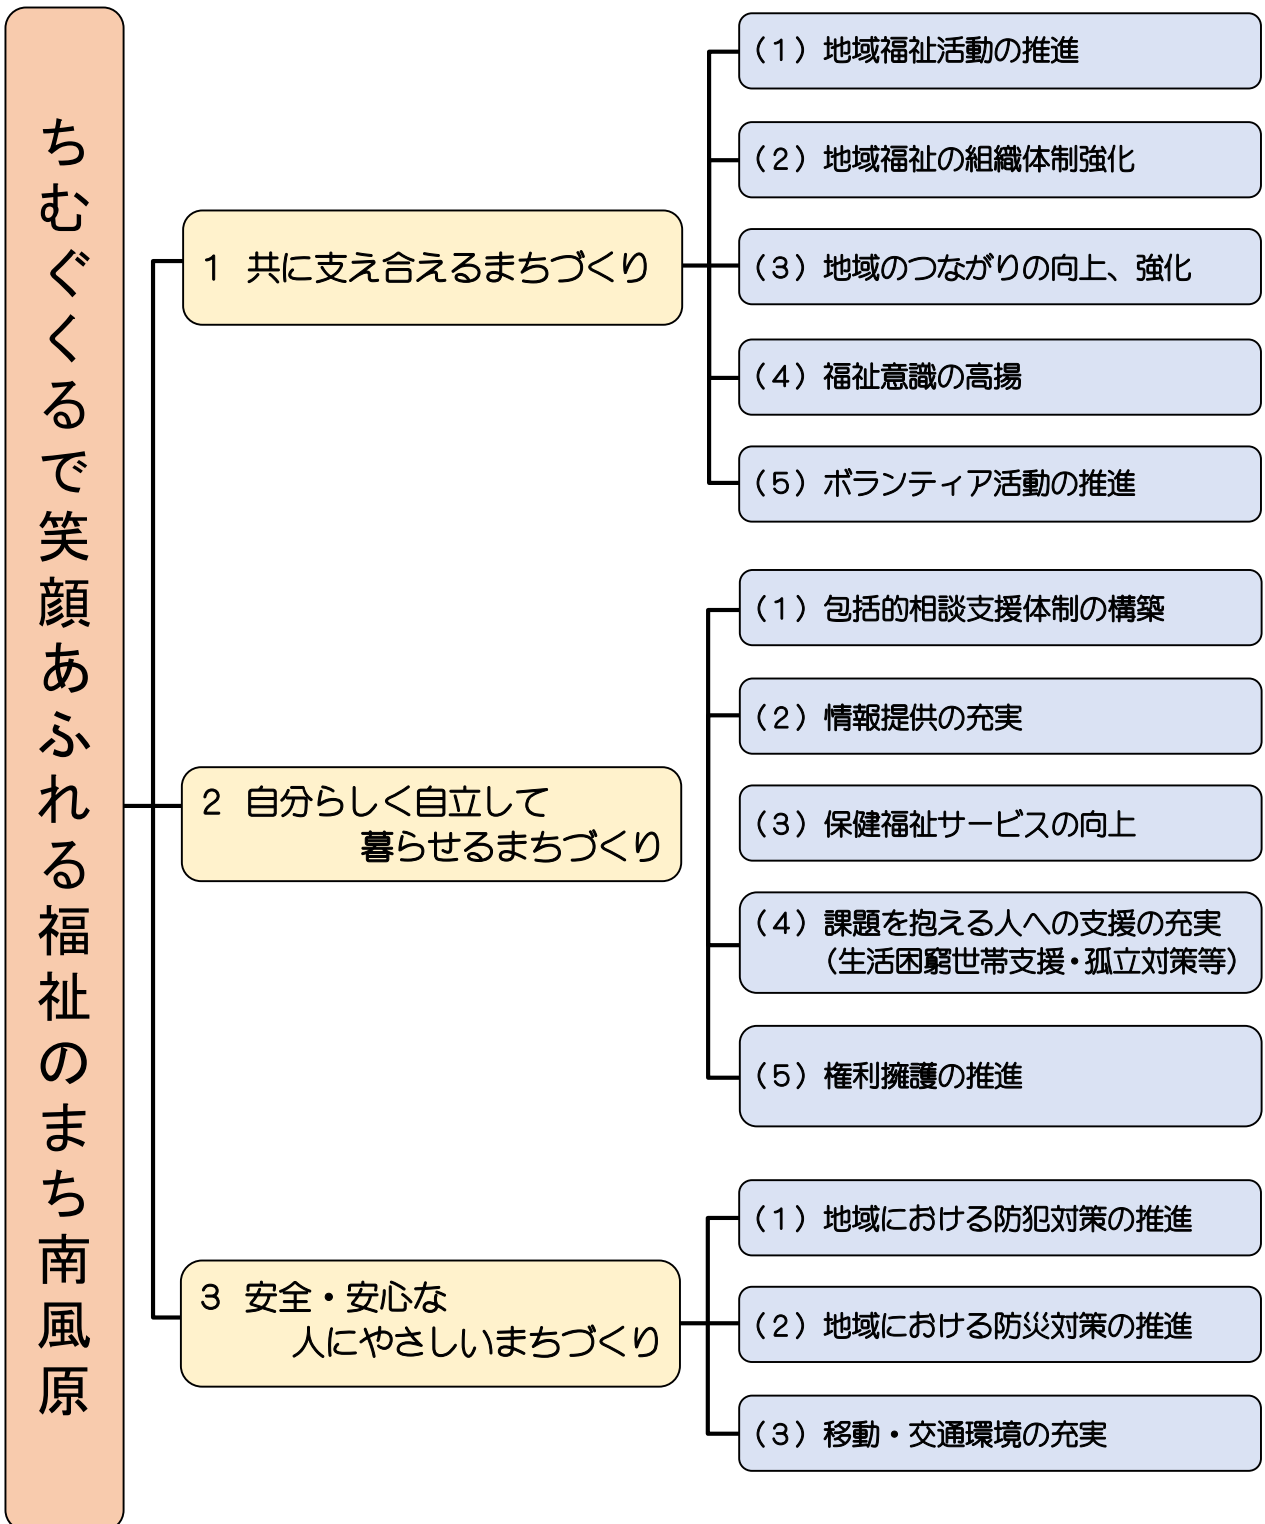 ちむぐくるで笑顔あふれる福祉のまち南風原
1 共に支え合えるまちづくり
（1）地域福祉活動の推進
（2）地域福祉の組織体制強化
（3）地域のつながりの向上、強化
（4）福祉意識の高揚
（5）ボランティア活動の推進
2 自分らしく自立して
暮らせるまちづくり
（1）包括的相談支援体制の構築
（2）情報提供の充実
（3）保健福祉サービスの向上
（4）課題を抱える人への支援の充実
（生活困窮世帯支援・孤立対策等）
（5）権利擁護の推進
3 安全・安心な
人にやさしいまちづくり
（1）地域における防犯対策の推進
（2）地域における防災対策の推進
（3）移動・交通環境の充実